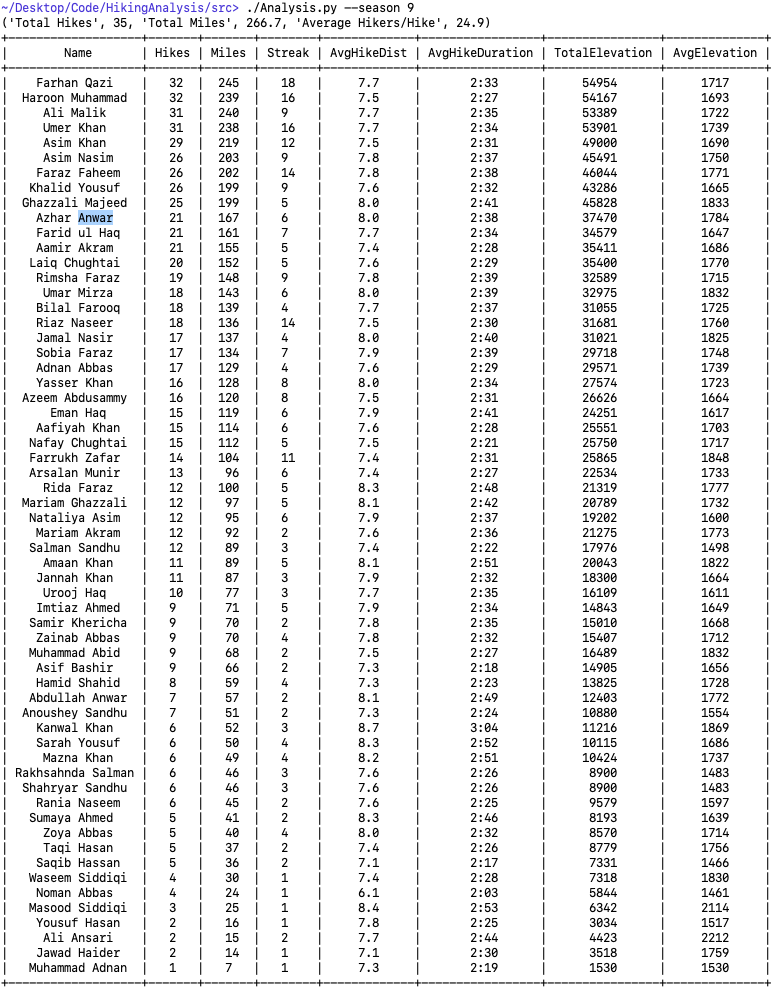 ~/Desktop/Code/HikingAnalysis/src> ./Analysis.py --season 9
('Total Hikes', 35, 'Total Miles', 266.7, 'Average Hikers/Hike', 24.9)
| Name | Hikes | Miles | Streak | AvgHikeDist | AvgHikeDuration | TotalElevation | AvgElevation |
| Farhan Qazi | 32 | 245 | 18 | 7.7 | 2:33 | 54954 | 1717 |
| Haroon Muhammad | 32 | 239 | 16 | 7.5 | 2:27 | 54167 | 1693 |
| Ali Malik | 31 | 240 | 9 | 7.7 | 2:35 | 53389 | 1722 |
| Umer Khan | 31 | 238 | 16 | 7.7 | 2:34 | 53901 | 1739 |
| Asim Khan | 29 | 219 | 12 | 7.5 | 2:31 | 49000 | 1690 |
| Asim Nasim | 26 | 203 | 9 | 7.8 | 2:37 | 45491 | 1750 |
| Faraz Faheem | 26 | 202 | 14 | 7.8 | 2:38 | 46044 | 1771 |
| Khalid Yousuf | 26 | 199 | 9 | 7.6 | 2:32 | 43286 | 1665 |
| Ghazzali Majeed | 25 | 199 | 5 | 8.0 | 2:41 | 45828 | 1833 |
| Azhar Anwar | 21 | 167 | 6 | 8.0 | 2:38 | 37470 | 1784 |
| Farid ul Haq | 21 | 161 | 7 | 7.7 | 2:34 | 34579 | 1647 |
| Aamir Akram | 21 | 155 | 5 | 7.4 | 2:28 | 35411 | 1686 |
| Laiq Chughtai | 20 | 152 | 5 | 7.6 | 2:29 | 35400 | 1770 |
| Rimsha Faraz | 19 | 148 | 9 | 7.8 | 2:39 | 32589 | 1715 |
| Umar Mirza | 18 | 143 | 6 | 8.0 | 2:39 | 32975 | 1832 |
| Bilal Farooq | 18 | 139 | 4 | 7.7 | 2:37 | 31055 | 1725 |
| Riaz Naseer | 18 | 136 | 14 | 7.5 | 2:30 | 31681 | 1760 |
| Jamal Nasir | 17 | 137 | 4 | 8.0 | 2:40 | 31021 | 1825 |
| Sobia Faraz | 17 | 134 | 7 | 7.9 | 2:39 | 29718 | 1748 |
| Adnan Abbas | 17 | 129 | 4 | 7.6 | 2:29 | 29571 | 1739 |
| Yasser Khan | 16 | 128 | 8 | 8.0 | 2:34 | 27574 | 1723 |
| Azeem Abdusammy | 16 | 120 | 8 | 7.5 | 2:31 | 26626 | 1664 |
| Eman Haq | 15 | 119 | 6 | 7.9 | 2:41 | 24251 | 1617 |
| Aafiyah Khan | 15 | 114 | 6 | 7.6 | 2:28 | 25551 | 1703 |
| Nafay Chughtai | 15 | 112 | 5 | 7.5 | 2:21 | 25750 | 1717 |
| Farrukh Zafar | 14 | 104 | 11 | 7.4 | 2:31 | 25865 | 1848 |
| Arsalan Munir | 13 | 96 | 6 | 7.4 | 2:27 | 22534 | 1733 |
| Rida Faraz | 12 | 100 | 5 | 8.3 | 2:48 | 21319 | 1777 |
| Mariam Ghazzali | 12 | 97 | 5 | 8.1 | 2:42 | 20789 | 1732 |
| Nataliya Asim | 12 | 95 | 6 | 7.9 | 2:37 | 19202 | 1600 |
| Mariam Akram | 12 | 92 | 2 | 7.6 | 2:36 | 21275 | 1773 |
| Salman Sandhu | 12 | 89 | 3 | 7.4 | 2:22 | 17976 | 1498 |
| Amaan Khan | 11 | 89 | 5 | 8.1 | 2:51 | 20043 | 1822 |
| Jannah Khan | 11 | 87 | 3 | 7.9 | 2:32 | 18300 | 1664 |
| Urooj Haq | 10 | 77 | 3 | 7.7 | 2:35 | 16109 | 1611 |
| Imtiaz Ahmed | 9 | 71 | 5 | 7.9 | 2:34 | 14843 | 1649 |
| Samir Khericha | 9 | 70 | 2 | 7.8 | 2:35 | 15010 | 1668 |
| Zainab Abbas | 9 | 70 | 4 | 7.8 | 2:32 | 15407 | 1712 |
| Muhammad Abid | 9 | 68 | 2 | 7.5 | 2:27 | 16489 | 1832 |
| Asif Bashir | 9 | 66 | 2 | 7.3 | 2:18 | 14905 | 1656 |
| Hamid Shahid | 8 | 59 | 4 | 7.3 | 2:23 | 13825 | 1728 |
| Abdullah Anwar | 7 | 57 | 2 | 8.1 | 2:49 | 12403 | 1772 |
| Anoushey Sandhu | 7 | 51 | 2 | 7.3 | 2:24 | 10880 | 1554 |
| Kanwal Khan | 6 | 52 | 3 | 8.7 | 3:04 | 11216 | 1869 |
| Sarah Yousuf | 6 | 50 | 4 | 8.3 | 2:52 | 10115 | 1686 |
| Mazna Khan | 6 | 49 | 4 | 8.2 | 2:51 | 10424 | 1737 |
| Rakhsahnda Salman | 6 | 46 | 3 | 7.6 | 2:26 | 8900 | 1483 |
| Shahryar Sandhu | 6 | 46 | 3 | 7.6 | 2:26 | 8900 | 1483 |
| Rania Naseem | 6 | 45 | 2 | 7.6 | 2:25 | 9579 | 1597 |
| Sumaya Ahmed | 5 | 41 | 2 | 8.3 | 2:46 | 8193 | 1639 |
| Zoya Abbas | 5 | 40 | 4 | 8.0 | 2:32 | 8570 | 1714 |
| Taqi Hasan | 5 | 37 | 2 | 7.4 | 2:26 | 8779 | 1756 |
| Saqib Hassan | 5 | 36 | 2 | 7.1 | 2:17 | 7331 | 1466 |
| Waseem Siddiqi | 4 | 30 | 1 | 7.4 | 2:28 | 7318 | 1830 |
| Noman Abbas | 4 | 24 | 1 | 6.1 | 2:03 | 5844 | 1461 |
| Masood Siddiqi | 3 | 25 | 1 | 8.4 | 2:53 | 6342 | 2114 |
| Yousuf Hasan | 2 | 16 | 1 | 7.8 | 2:25 | 3034 | 1517 |
| Ali Ansari | 2 | 15 | 2 | 7.7 | 2:44 | 4423 | 2212 |
| Jawad Haider | 2 | 14 | 1 | 7.1 | 2:30 | 3518 | 1759 |
| Muhammad Adnan | 1 | 7 | 1 | 7.3 | 2:19 | 1530 | 1530 |